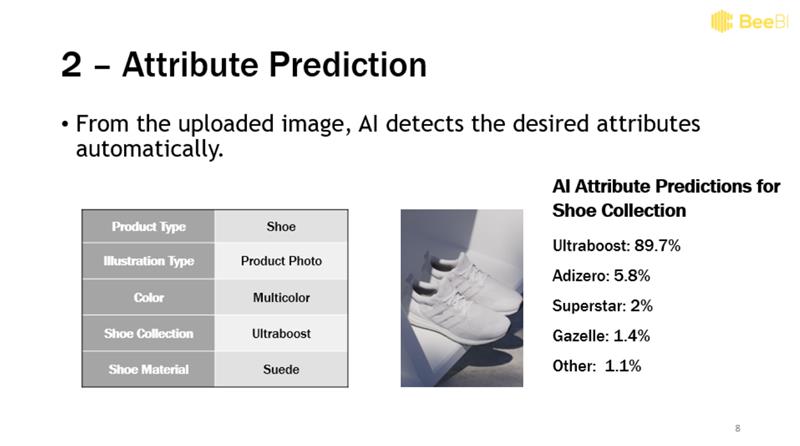 BeeBI
2 – Attribute Prediction
• From the uploaded image, AI detects the desired attributes
automatically.
AI Attribute Predictions for
Shoe Collection
Product Type Shoe
Illustration Type Product Photo
Color Multicolor
Shoe Collection Ultraboost
Shoe Material Suede
Ultraboost: 89.7%
Adizero: 5.8%
Superstar: 2%
Gazelle: 1.4%
Other: 1.1%
8